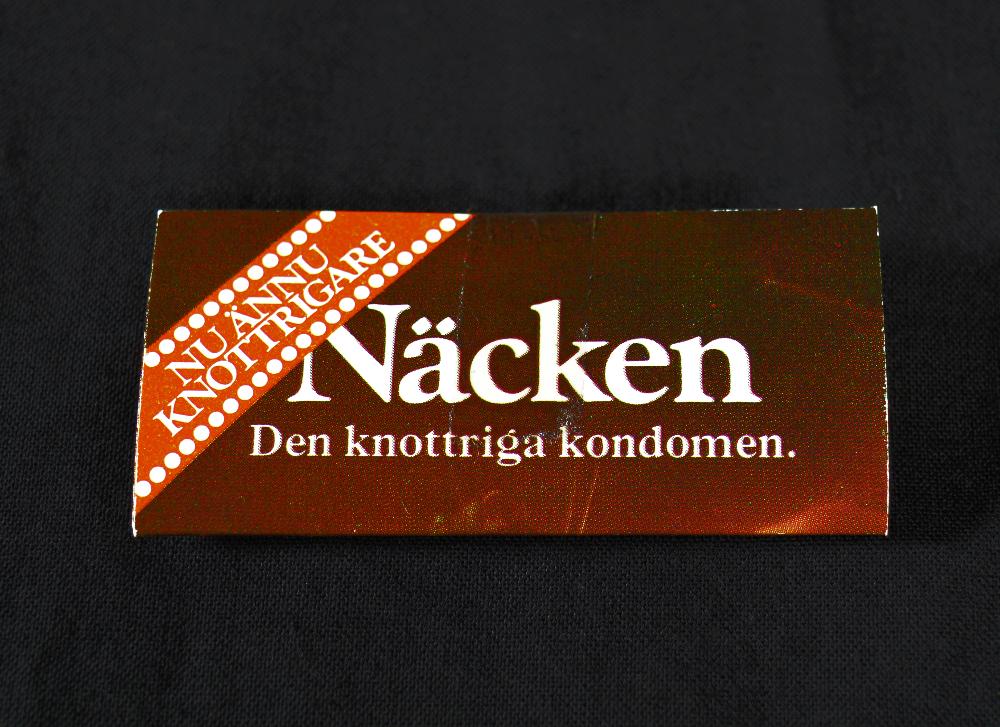 NU ÄNNU
KNOTTRIGARE
Näcken
Den knottriga kondomen.